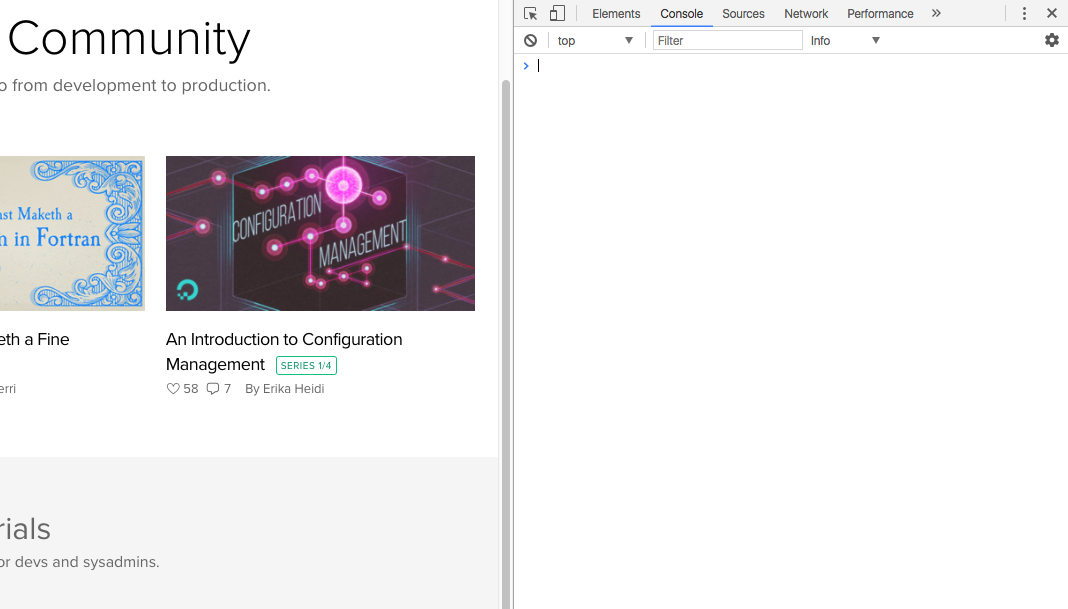 Community
o from development to production.
ast Maketh a
n in Fortran
CONFIGURATION
MANAGEMENT
eth a Fine
erri
An Introduction to Configuration
Management SERIES 1/4
58 7 By Erika Heidi
rials
or devs and sysadmins.
Elements Console Sources Network Performance
top Filter Info